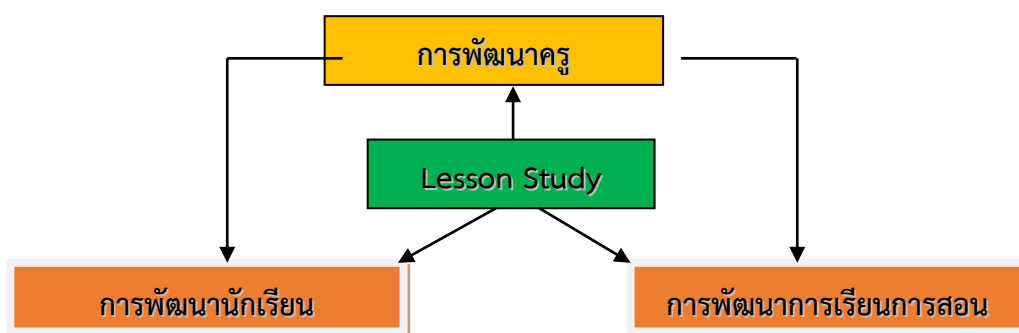 การพัฒนาครู
Lesson Study
การพัฒนานักเรียน
การพัฒนาการเรียนการสอน